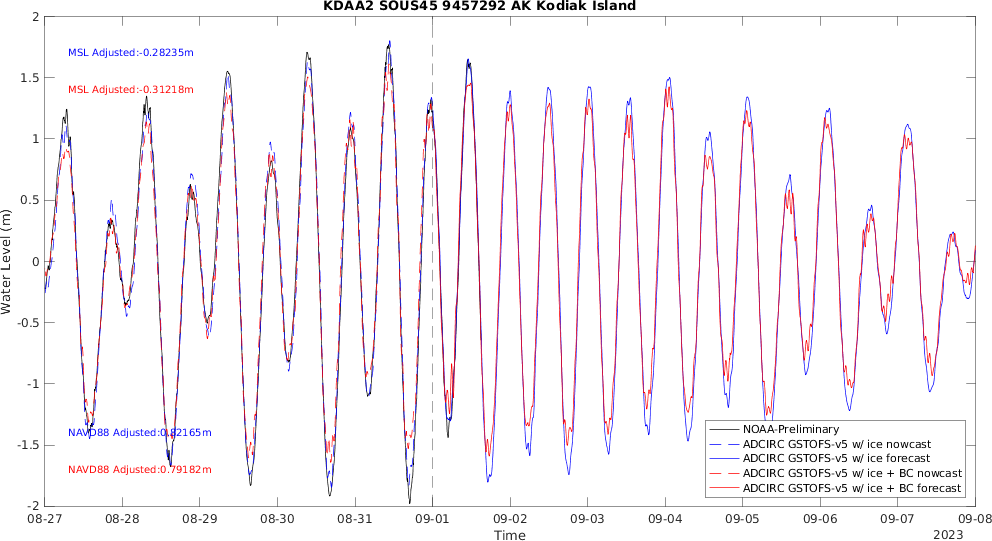 KDAA2 SOUS45 9457292 AK Kodiak Island
2
1.5
1
0.5
0
-0.5
-1
-1.5
-2
Water Level (m)
MSL Adjusted:-0.28235m
MSL Adjusted:-0.31218m
NAVD88 Adjusted:0.82165m
NAVD88 Adjusted:0.79182m
NOAA-Preliminary
ADCIRC GSTOFS-v5 w/ ice nowcast
ADCIRC GSTOFS-v5 w/ ice forecast
ADCIRC GSTOFS-v5 w/ ice + BC nowcast
ADCIRC GSTOFS-v5 w/ ice + BC forecast
08-27 08-28 08-29 08-30 08-31 09-01 09-02 09-03 09-04 09-05 09-06 09-07 09-08
Time
2023